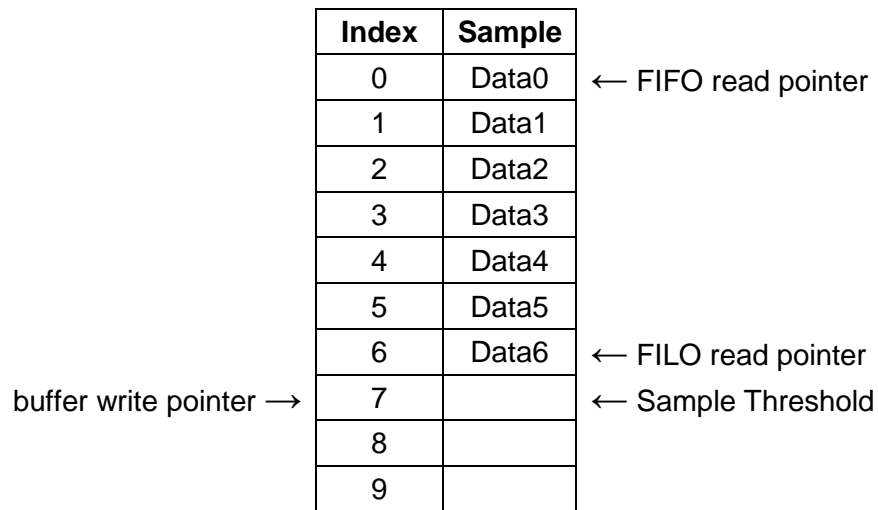 Index Sample
0 Data0 ← FIFO read pointer
1 Data1
2 Data2
3 Data3
4 Data4
5 Data5
6 Data6 ← FILO read pointer
buffer write pointer → 7 ← Sample Threshold
8
9